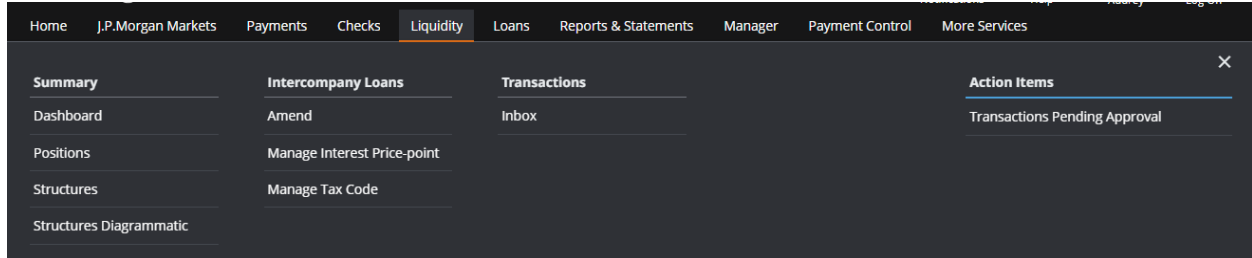 Home J.P.Morgan Markets Payments Checks Liquidity Loans Reports & Statements Manager Payment Control More Services
Summary Intercompany Loans Transactions Action Items
Dashboard Amend Inbox Transactions Pending Approval
Positions Manage Interest Price-point
Structures Manage Tax Code
Structures Diagrammatic